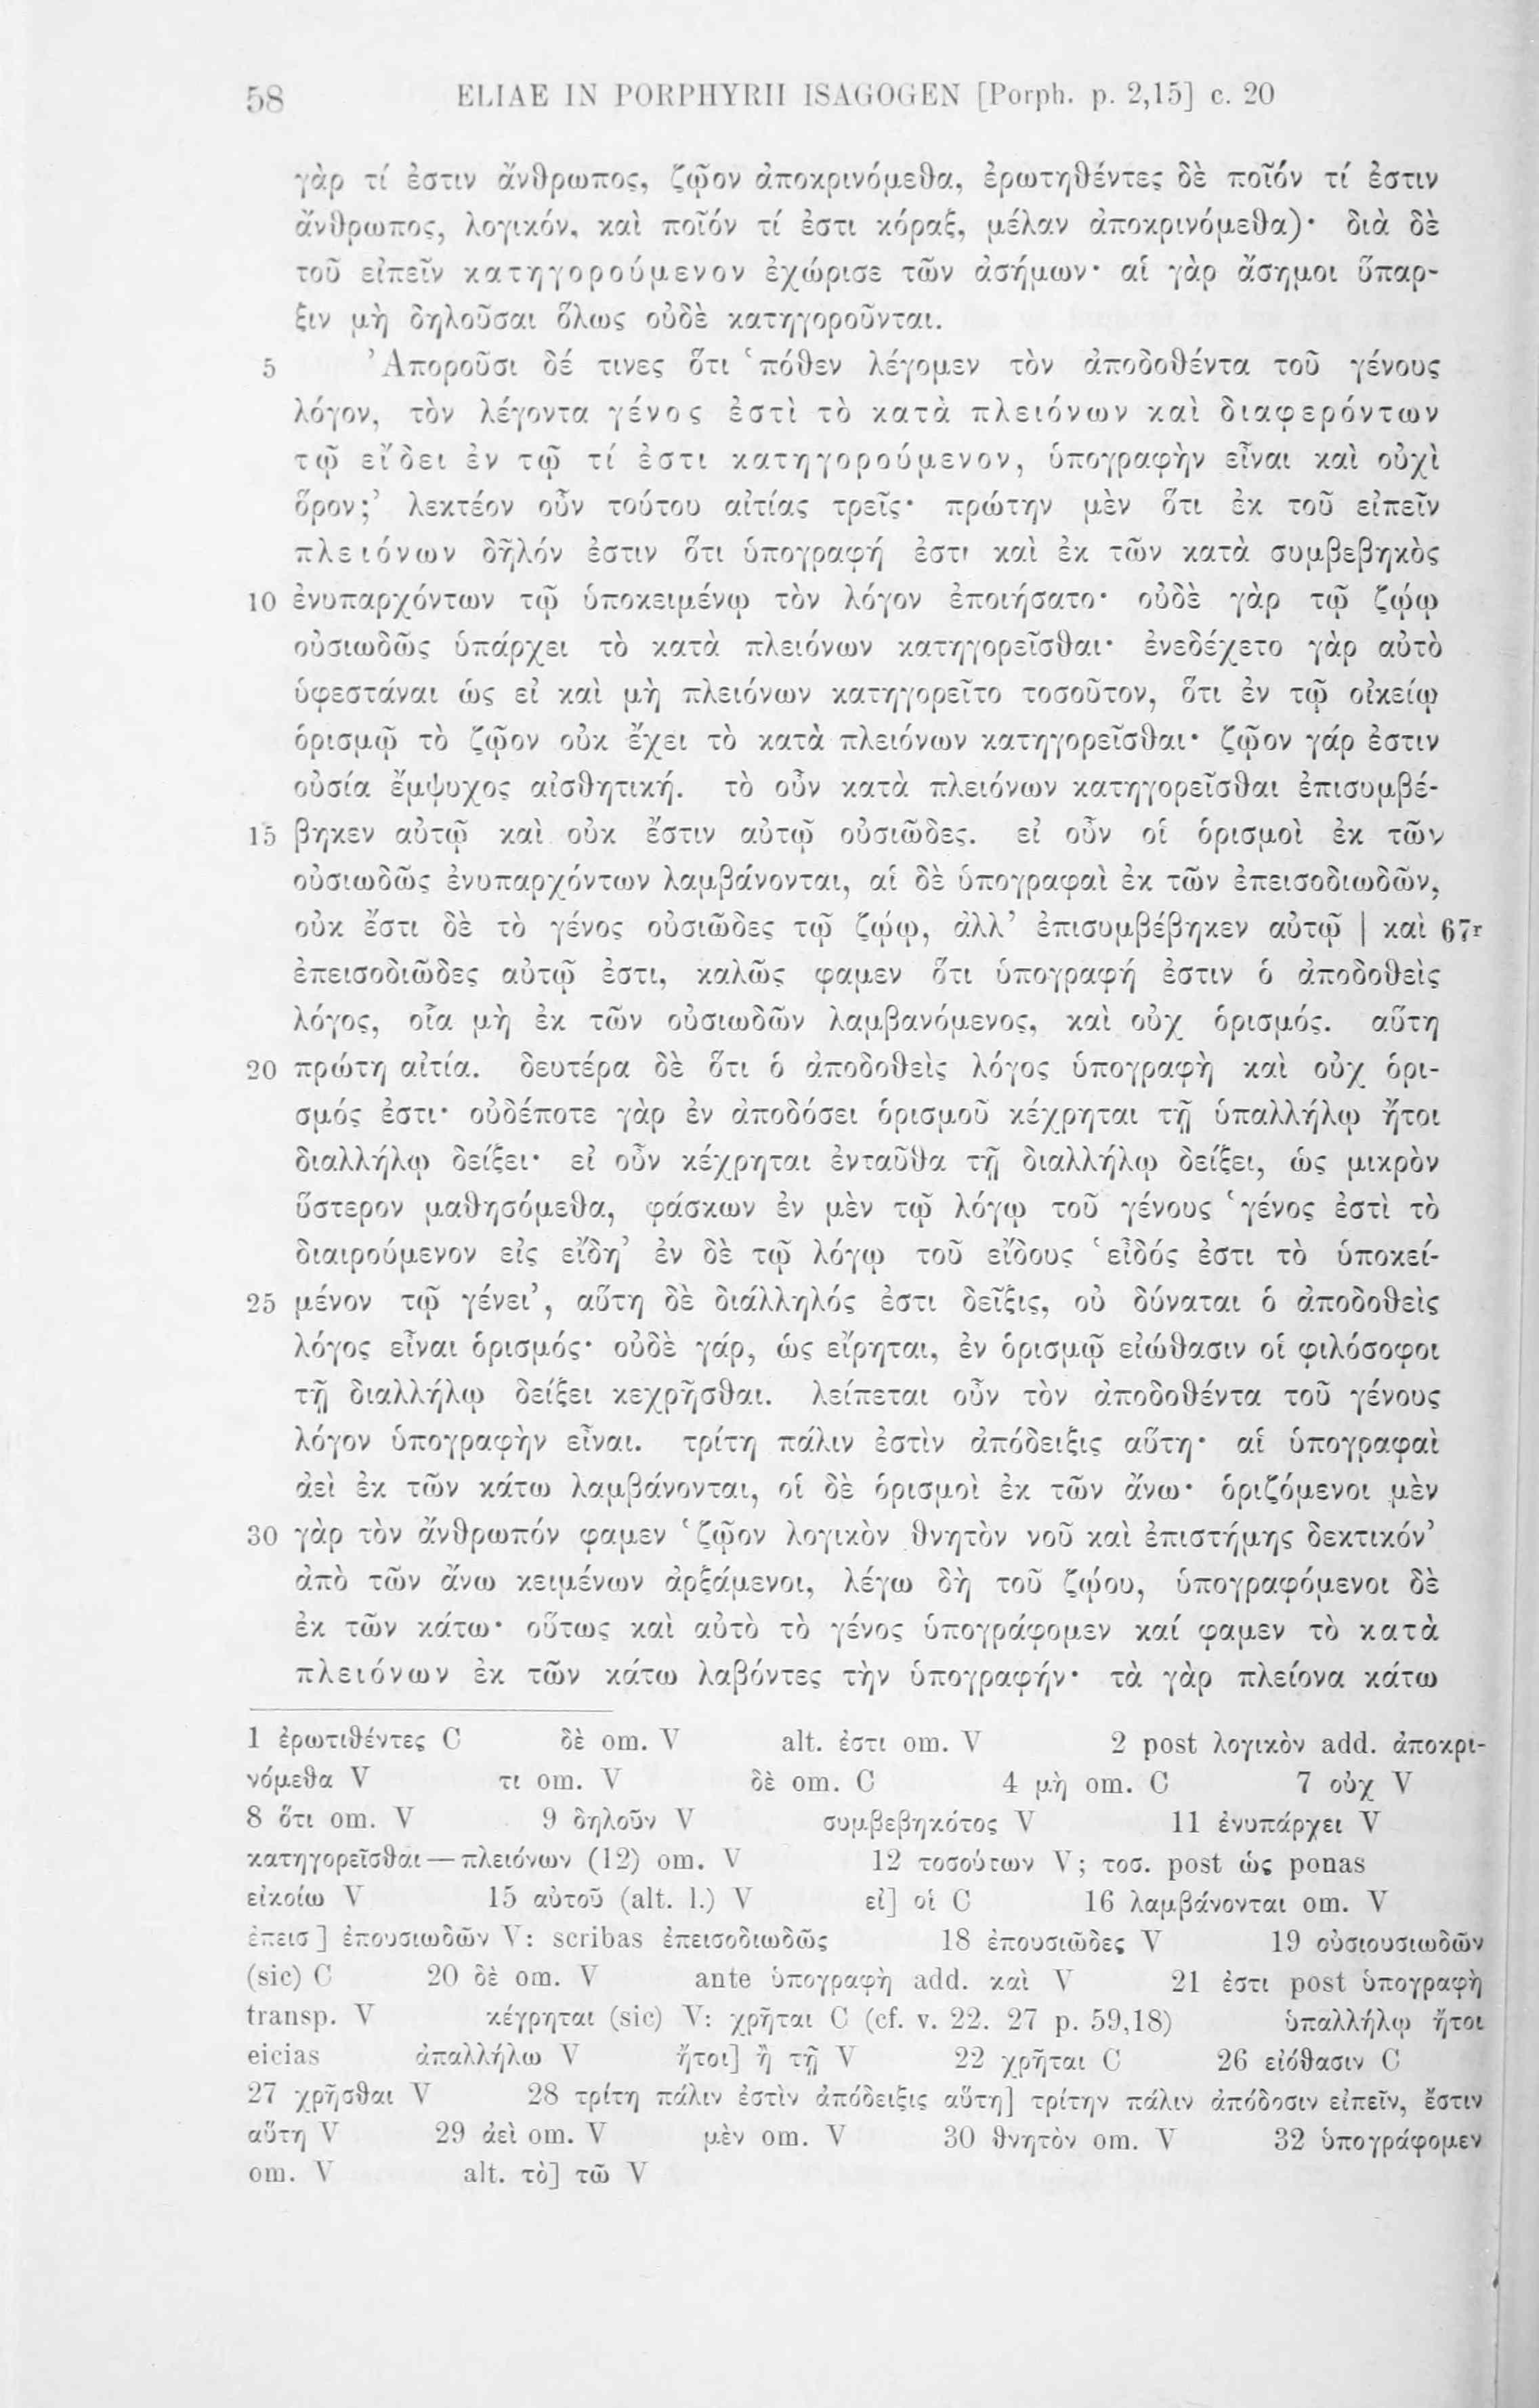 58 ELIAE IN PORPHYRII ISAGOGEN [Porph. p. 2,15] c. 20
γὰρ τί ἐστιν ἄνθρωπος, ζῷον ἀποκρινόμεθα, ἐρωτηθέντες δὲ ποῖόν τί ἐστιν
ἄνθρωπος, λογικόν, καὶ ποῖόν τί ἐστι κόραξ, μέλαν ἀποκρινόμεθα)· διὰ δὲ
τοῦ εἰπεῖν κατηγορούμενον ἐχώρισε τῶν ἀσήμων· αἱ γὰρ ἄσημοι ὕπαρ-
ξιν μὴ δηλοῦσαι ὅλως οὐδὲ κατηγοροῦνται.
5 Ἀποροῦσι δέ τινες ὅτι ‘πόθεν λέγομεν τὸν ἀποδοθέντα τοῦ γένους
λόγον, τὸν λέγοντα γένος ἐστὶ τὸ κατὰ πλειόνων καὶ διαφερόντων
τῷ εἴδει ἐν τῷ τί ἐστι κατηγορούμενον, ὑπογραφὴν εἶναι καὶ οὐχὶ
ὅρον;’ λεκτέον οὖν τούτου αἰτίας τρεῖς· πρώτην μὲν ὅτι ἐκ τοῦ εἰπεῖν
πλειόνων δῆλόν ἐστιν ὅτι ὑπογραφή ἐστι καὶ ἐκ τῶν κατὰ συμβεβηκὸς
10 ἐνυπαρχόντων τῷ ὑποκειμένῳ τὸν λόγον ἐποιήσατο· οὐδὲ γὰρ τῷ ζῴῳ
οὐσιωδῶς ὑπάρχει τὸ κατὰ πλειόνων κατηγορεῖσθαι· ἐνεδέχετο γὰρ αὐτὸ
ὑφεστάναι ὡς εἰ καὶ μὴ πλειόνων κατηγορεῖτο τοσοῦτον, ὅτι ἐν τῷ οἰκείῳ
ὁρισμῷ τὸ ζῷον οὐκ ἔχει τὸ κατὰ πλειόνων κατηγορεῖσθαι· ζῷον γάρ ἐστιν
οὐσία ἔμψυχος αἰσθητική. τὸ οὖν κατὰ πλειόνων κατηγορεῖσθαι ἐπισυμβέ-
15 βηκεν αὐτῷ καὶ οὐκ ἔστιν αὐτῷ οὐσιῶδες. εἰ οὖν οἱ ὁρισμοὶ ἐκ τῶν
οὐσιωδῶς ἐνυπαρχόντων λαμβάνονται, αἱ δὲ ὑπογραφαὶ ἐκ τῶν ἐπεισοδιωδῶν,
οὐκ ἔστι δὲ τὸ γένος οὐσιῶδες τῷ ζῴῳ, ἀλλ’ ἐπισυμβέβηκεν αὐτῷ | καὶ 67r
ἐπεισοδιῶδες αὐτῷ ἐστι, καλῶς φαμεν ὅτι ὑπογραφή ἐστιν ὁ ἀποδοθεὶς
λόγος, οἷα μὴ ἐκ τῶν οὐσιωδῶν λαμβανόμενος, καὶ οὐχ ὁρισμός. αὕτη
20 πρώτη αἰτία. δευτέρα δὲ ὅτι ὁ ἀποδοθεὶς λόγος ὑπογραφὴ καὶ οὐχ ὁρι-
σμός ἐστι· οὐδέποτε γὰρ ἐν ἀποδόσει ὁρισμοῦ κέχρηται τῇ ὑπαλλήλῳ ἤτοι
διαλλήλῳ δείξει· εἰ οὖν κέχρηται ἐνταῦθα τῇ διαλλήλῳ δείξει, ὡς μικρὸν
ὕστερον μαθησόμεθα, φάσκων ἐν μὲν τῷ λόγῳ τοῦ γένους ‘γένος ἐστὶ τὸ
διαιρούμενον εἰς εἴδη’ ἐν δὲ τῷ λόγῳ τοῦ εἴδους ‘εἶδός ἐστι τὸ ὑποκεί-
25 μένον τῷ γένει’, αὕτη δὲ διάλληλός ἐστι δεῖξις, οὐ δύναται ὁ ἀποδοθεὶς
λόγος εἶναι ὁρισμός· οὐδὲ γάρ, ὡς εἴρηται, ἐν ὁρισμῷ εἰώθασιν οἱ φιλόσοφοι
τῇ διαλλήλῳ δείξει κεχρῆσθαι. λείπεται οὖν τὸν ἀποδοθέντα τοῦ γένους
λόγον ὑπογραφὴν εἶναι. τρίτη πάλιν ἐστὶν ἀπόδειξις αὕτη· αἱ ὑπογραφαὶ
ἀεὶ ἐκ τῶν κάτω λαμβάνονται, οἱ δὲ ὁρισμοὶ ἐκ τῶν ἄνω· ὁριζόμενοι μὲν
30 γὰρ τὸν ἄνθρωπόν φαμεν ‘ζῷον λογικὸν θνητὸν νοῦ καὶ ἐπιστήμης δεκτικόν’
ἀπὸ τῶν ἄνω κειμένων ἀρξάμενοι, λέγω δὴ τοῦ ζῴου, ὑπογραφόμενοι δὲ
ἐκ τῶν κάτω· οὕτως καὶ αὐτὸ τὸ γένος ὑπογράφομεν καί φαμεν τὸ κατὰ
πλειόνων ἐκ τῶν κάτω λαβόντες τὴν ὑπογραφήν· τὰ γὰρ πλείονα κάτω
1 ἐρωτιθέντες C δὲ om. V alt. ἐστι om. V 2 post λογικὸν add. ἀποκρι-
νόμεθα V τι om. V δὲ om. C 4 μὴ om. C 7 οὐχ V
8 ὅτι om. V 9 δηλοῦν V συμβεβηκότος V 11 ἐνυπάρχει V
κατηγορεῖσθαι — πλειόνων (12) om. V 12 τοσούτων V; τοσ. post ὡς ponas
εἰκοίω V 15 αὐτοῦ (alt. l.) V εἰ] οἱ C 16 λαμβάνονται om. V
ἐπεισ] ἐπουσιωδῶν V: scribas ἐπεισοδιωδῶς 18 ἐπουσιῶδες V 19 οὐσιουσιωδῶν
(sic) C 20 δὲ om. V ante ὑπογραφὴ add. καὶ V 21 ἐστι post ὑπογραφὴ
transp. V κέγρηται (sic) V: χρῆται C (cf. v. 22. 27 p. 59,18) ὑπαλλήλῳ ἤτοι
eicias ἀπαλλήλω V ἤτοι] ἢ τῇ V 22 χρῆται C 26 εἰόθασιν C
27 χρῆσθαι V 28 τρίτη πάλιν ἐστὶν ἀπόδειξις αὕτη] τρίτην πάλιν ἀπόδοσιν εἰπεῖν, ἔστιν
αὕτη V 29 ἀεὶ om. V μὲν om. V 30 θνητὸν om. V 32 ὑπογράφομεν
om. V alt. τὸ] τῶ V